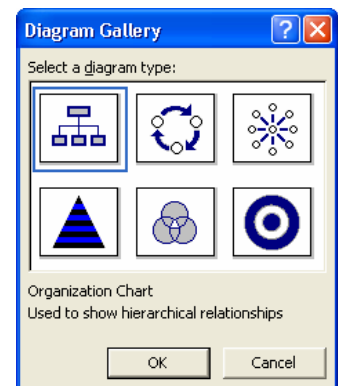 Diagram Gallery
Select a diagram type:
Organization Chart
Used to show hierarchical relationships
OK
Cancel